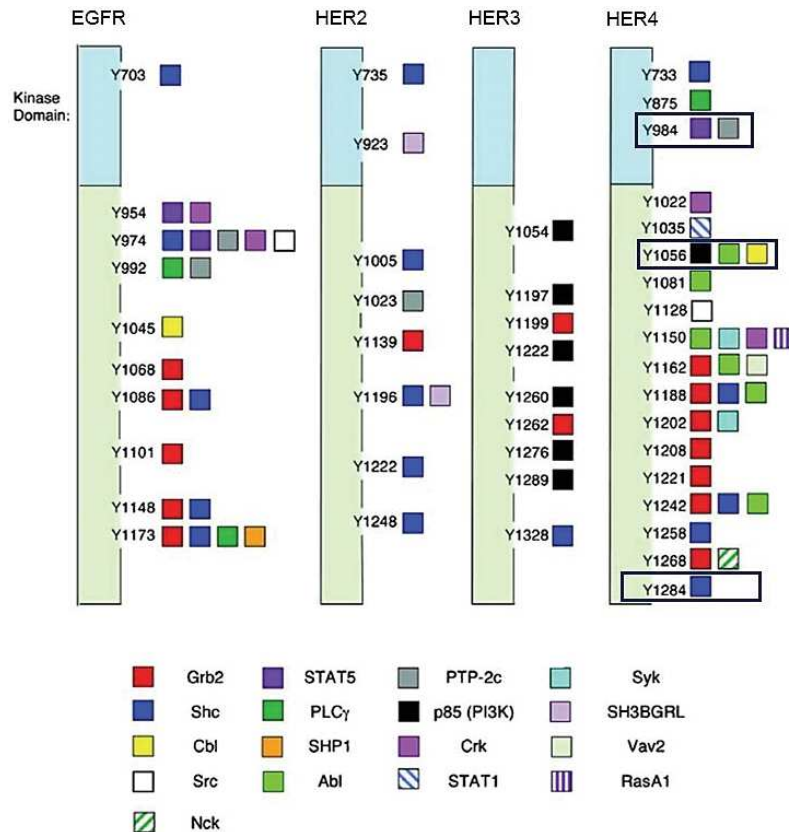 EGFR HER2 HER3 HER4
Kinase
Domain:
Y703
Y954
Y974
Y992
Y1045
Y1068
Y1086
Y1101
Y1148
Y1173
Y735
Y923
Y1005
Y1023
Y1139
Y1196
Y1222
Y1248
Y1054
Y1197
Y1199
Y1222
Y1260
Y1262
Y1276
Y1289
Y1328
Y733
Y875
Y984
Y1022
Y1035
Y1056
Y1081
Y1128
Y1150
Y1162
Y1188
Y1202
Y1208
Y1221
Y1242
Y1258
Y1268
Y1284
Grb2 STAT5 PTP-2c Syk
Shc PLCγ p85 (PI3K) SH3BGRL
Cbl SHP1 Crk Vav2
Src Abl STAT1 RasA1
Nck